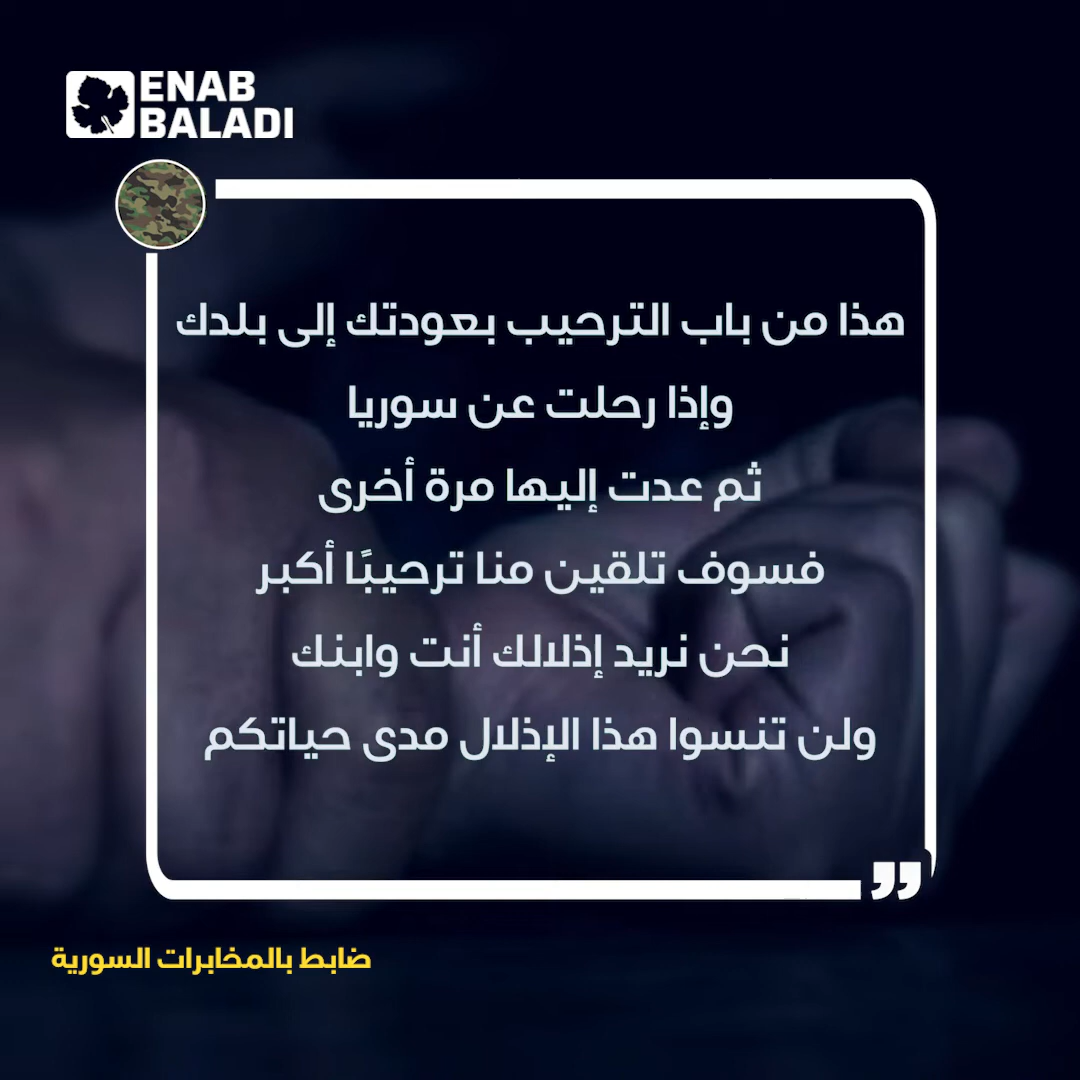 ENAB
BALADI
هذا من باب الترحيب بعودتك إلى بلدك
وإذا رحلت عن سوريا
ثم عدت إليها مرة أخرى
فسوف تلقين منا ترحيبًا أكبر
نحن نريد إذلالك أنت وابنك
ولن تنسوا هذا الإذلال مدى حياتكم
”
ضابط بالمخابرات السورية